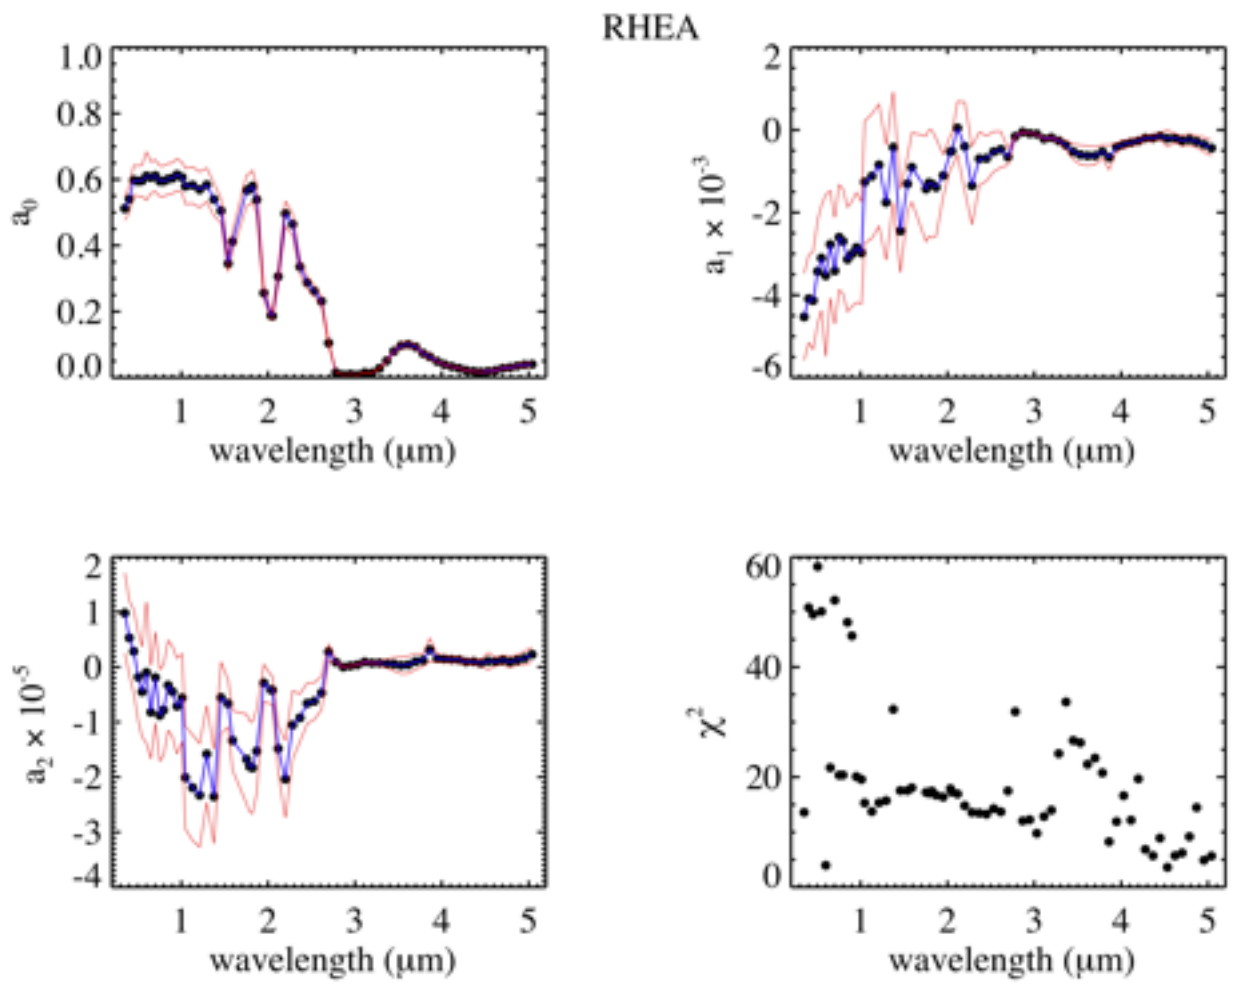 RHEA
1.0
0.8
0.6
0.4
0.2
0.0
a₀
1 2 3 4 5
wavelength (μm)
2
0
-2
-4
-6
a₁ × 10⁻³
1 2 3 4 5
wavelength (μm)
2
1
0
-1
-2
-3
-4
a₂ × 10⁻⁵
1 2 3 4 5
wavelength (μm)
60
40
20
0
χ²
1 2 3 4 5
wavelength (μm)